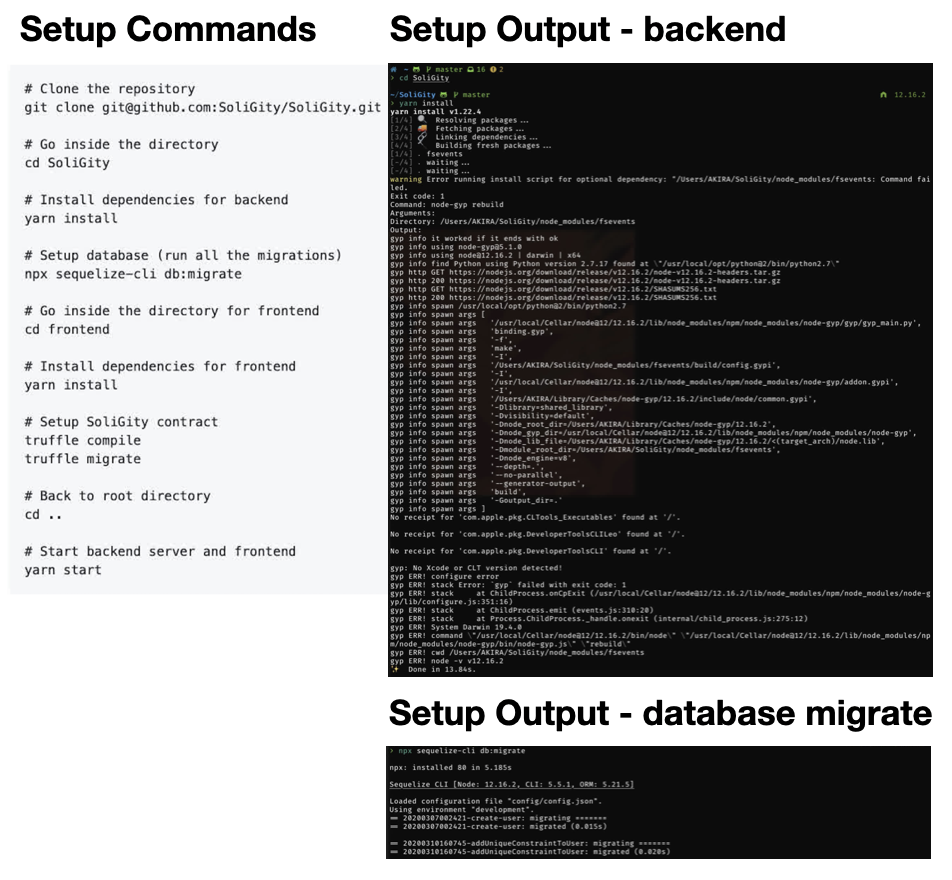 Setup Commands
# Clone the repository
git clone git@github.com:SoliGity/SoliGity.git
# Go inside the directory
cd SoliGity
# Install dependencies for backend
yarn install
# Setup database (run all the migrations)
npx sequelize-cli db:migrate
# Go inside the directory for frontend
cd frontend
# Install dependencies for frontend
yarn install
# Setup SoliGity contract
truffle compile
truffle migrate
# Back to root directory
cd ..
# Start backend server and frontend
yarn start
Setup Output - backend
~ master 16 2
> cd SoliGity
~/SoliGity master 12.16.2
> yarn install
yarn install v1.22.4
[1/4] Resolving packages...
[2/4] Fetching packages...
[3/4] Linking dependencies...
[4/4] Building fresh packages...
[1/4] . fsevents
[-/4] . waiting...
[-/4] . waiting...
warning Error running install script for optional dependency: "/Users/AKIRA/SoliGity/node_modules/fsevents: Command fai
led.
Exit code: 1
Command: node-gyp rebuild
Arguments:
Directory: /Users/AKIRA/SoliGity/node_modules/fsevents
Output:
gyp info it worked if it ends with ok
gyp info using node-gyp@5.1.0
gyp info using node@12.16.2 | darwin | x64
gyp info find Python using Python version 2.7.17 found at \"/usr/local/opt/python@2/bin/python2.7\"
gyp http GET https://nodejs.org/download/release/v12.16.2/node-v12.16.2-headers.tar.gz
gyp http 200 https://nodejs.org/download/release/v12.16.2/node-v12.16.2-headers.tar.gz
gyp http GET https://nodejs.org/download/release/v12.16.2/SHASUMS256.txt
gyp http 200 https://nodejs.org/download/release/v12.16.2/SHASUMS256.txt
gyp info spawn /usr/local/opt/python@2/bin/python2.7
gyp info spawn args [
gyp info spawn args '/usr/local/Cellar/node@12/12.16.2/lib/node_modules/npm/node_modules/node-gyp/gyp/gyp_main.py',
gyp info spawn args 'binding.gyp',
gyp info spawn args '-f',
gyp info spawn args 'make',
gyp info spawn args '-I',
gyp info spawn args '/Users/AKIRA/SoliGity/node_modules/fsevents/build/config.gypi',
gyp info spawn args '-I',
gyp info spawn args '/usr/local/Cellar/node@12/12.16.2/lib/node_modules/npm/node_modules/node-gyp/addon.gypi',
gyp info spawn args '-I',
gyp info spawn args '/Users/AKIRA/Library/Caches/node-gyp/12.16.2/include/node/common.gypi',
gyp info spawn args '-Dlibrary=shared_library',
gyp info spawn args '-Dvisibility=default',
gyp info spawn args '-Dnode_root_dir=/Users/AKIRA/Library/Caches/node-gyp/12.16.2',
gyp info spawn args '-Dnode_gyp_dir=/usr/local/Cellar/node@12/12.16.2/lib/node_modules/npm/node_modules/node-gyp',
gyp info spawn args '-Dnode_lib_file=/Users/AKIRA/Library/Caches/node-gyp/12.16.2/<(target_arch)/node.lib',
gyp info spawn args '-Dmodule_root_dir=/Users/AKIRA/SoliGity/node_modules/fsevents',
gyp info spawn args '-Dnode_engine=v8',
gyp info spawn args '--depth=.',
gyp info spawn args '--no-parallel',
gyp info spawn args '--generator-output',
gyp info spawn args 'build',
gyp info spawn args '-Goutput_dir=.'
gyp info spawn args ]
No receipt for 'com.apple.pkg.CLTools_Executables' found at '/'.
No receipt for 'com.apple.pkg.DeveloperToolsCLILeo' found at '/'.
No receipt for 'com.apple.pkg.DeveloperToolsCLI' found at '/'.
gyp: No Xcode or CLT version detected!
gyp ERR! configure error
gyp ERR! stack Error: `gyp` failed with exit code: 1
gyp ERR! stack at ChildProcess.onCpExit (/usr/local/Cellar/node@12/12.16.2/lib/node_modules/npm/node_modules/node-g
yp/lib/configure.js:351:16)
gyp ERR! stack at ChildProcess.emit (events.js:310:20)
gyp ERR! stack at Process.ChildProcess._handle.onexit (internal/child_process.js:275:12)
gyp ERR! System Darwin 19.4.0
gyp ERR! command \"/usr/local/Cellar/node@12/12.16.2/bin/node\" \"/usr/local/Cellar/node@12/12.16.2/lib/node_modules/np
m/node_modules/node-gyp/bin/node-gyp.js\" \"rebuild\"
gyp ERR! cwd /Users/AKIRA/SoliGity/node_modules/fsevents
gyp ERR! node -v v12.16.2
✨ Done in 13.84s.
Setup Output - database migrate
> npx sequelize-cli db:migrate
npx: installed 80 in 5.185s
Sequelize CLI [Node: 12.16.2, CLI: 5.5.1, ORM: 5.21.5]
Loaded configuration file "config/config.json".
Using environment "development".
== 20200307002421-create-user: migrating =======
== 20200307002421-create-user: migrated (0.015s)
== 20200310160745-addUniqueConstraintToUser: migrating =======
== 20200310160745-addUniqueConstraintToUser: migrated (0.020s)